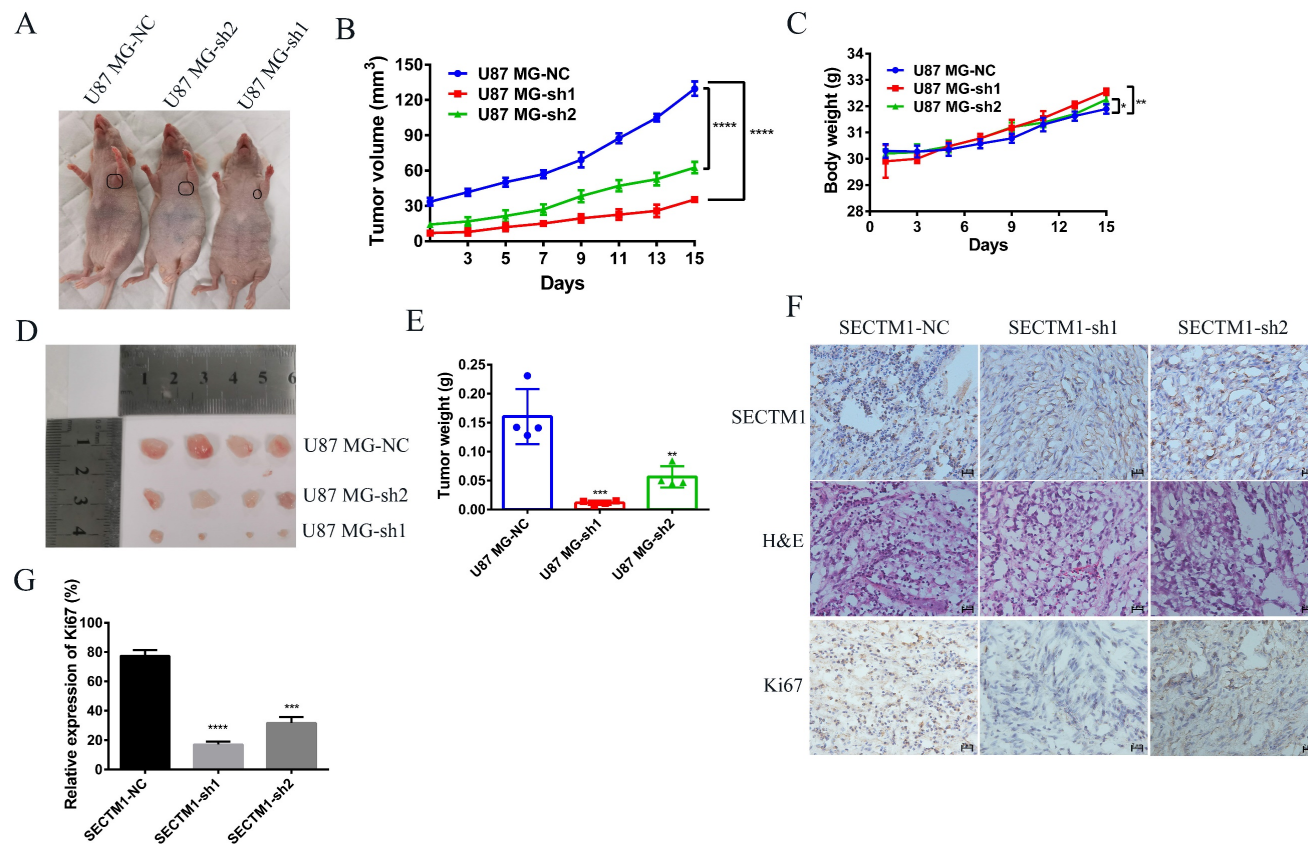 A
U87 MG-NC
U87 MG-sh2
U87 MG-sh1
B
Tumor volume (mm3)
150
120
90
60
30
0
3 5 7 9 11 13 15
Days
U87 MG-NC
U87 MG-sh1
U87 MG-sh2
****
****
C
Body weight (g)
34
33
32
31
30
29
28
0 3 6 9 12 15
Days
U87 MG-NC
U87 MG-sh1
U87 MG-sh2
*
**
D
1 2 3 4 5 6
1
2
3
4
U87 MG-NC
U87 MG-sh2
U87 MG-sh1
E
Tumor weight (g)
0.25
0.20
0.15
0.10
0.05
0.00
***
**
U87 MG-NC
U87 MG-sh1
U87 MG-sh2
F
SECTM1-NC SECTM1-sh1 SECTM1-sh2
SECTM1
H&E
Ki67
G
Relative expression of Ki67 (%)
100
80
60
40
20
0
****
***
SECTM1-NC
SECTM1-sh1
SECTM1-sh2